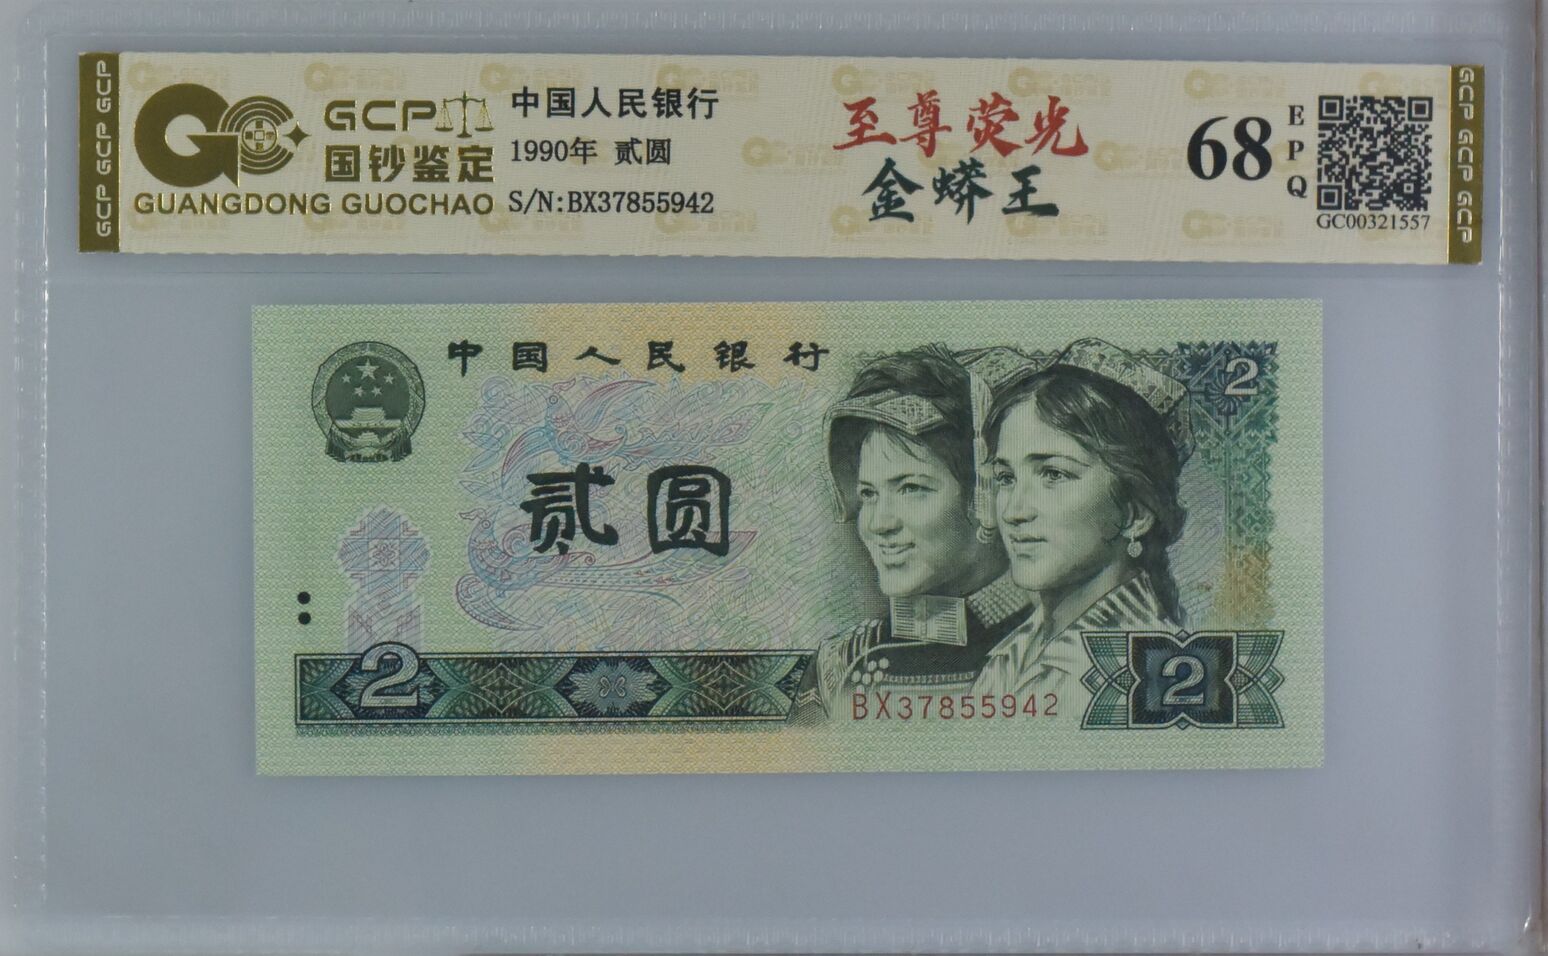 GCP GCP GCP
GCP
国钞鉴定
GUANGDONG GUOCHAO
中国人民银行
1990年 贰圆
S/N:BX37855942
至尊荧光
金蟒王
68
EPQ
GC00321557
GCP GCP GCP
中国人民银行
2
贰圆
2
2
BX37855942